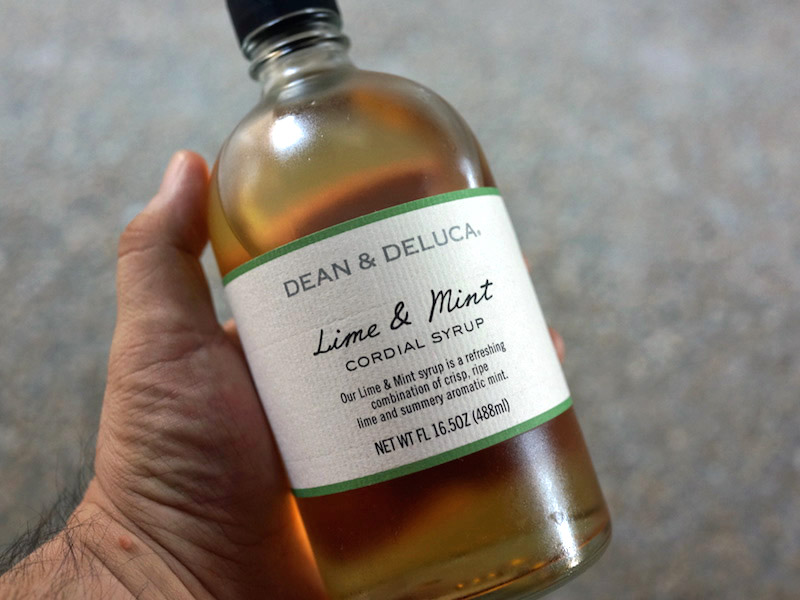 DEAN & DELUCA.
Lime & Mint
CORDIAL SYRUP
Our Lime & Mint syrup is a refreshing
combination of crisp, ripe
lime and summery aromatic mint.
NET WT FL 16.5OZ (488ml)